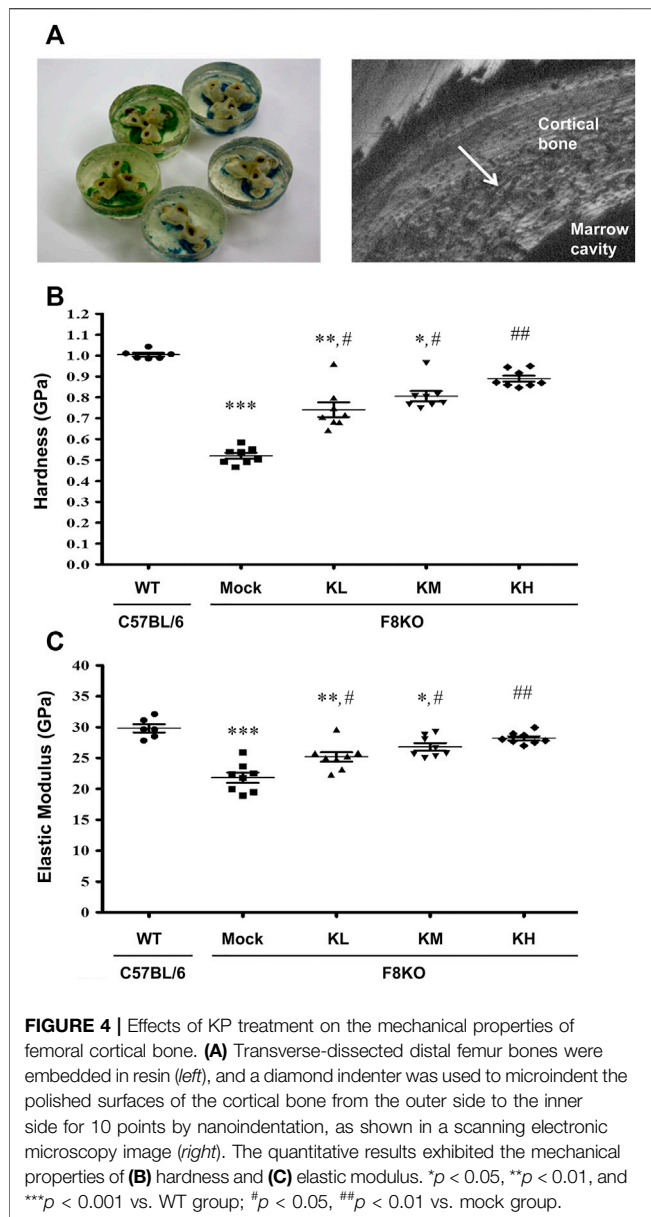 A
Cortical
bone
Marrow
cavity
B
Hardness (GPa)
1.2
1.1
1.0
0.9
0.8
0.7
0.6
0.5
0.4
0.3
0.2
0.1
0.0
***
**,#
*,#
##
WT Mock KL KM KH
C57BL/6 F8KO
C
Elastic Modulus (GPa)
40
35
30
25
20
15
10
5
0
***
**,#
*,#
##
WT Mock KL KM KH
C57BL/6 F8KO
FIGURE 4 | Effects of KP treatment on the mechanical properties of
femoral cortical bone. (A) Transverse-dissected distal femur bones were
embedded in resin (left), and a diamond indenter was used to microindent the
polished surfaces of the cortical bone from the outer side to the inner
side for 10 points by nanoindentation, as shown in a scanning electronic
microscopy image (right). The quantitative results exhibited the mechanical
properties of (B) hardness and (C) elastic modulus. *p < 0.05, **p < 0.01, and
***p < 0.001 vs. WT group; #p < 0.05, ##p < 0.01 vs. mock group.